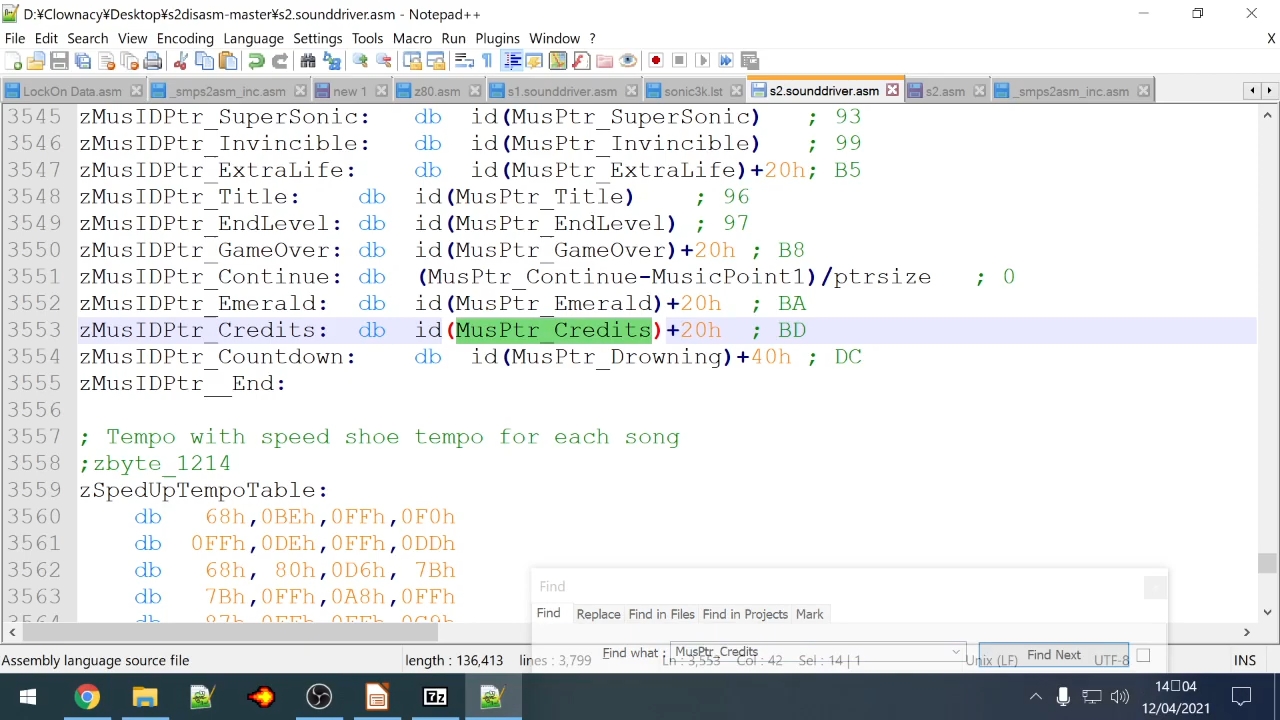 D:¥Clownacy¥Desktop¥s2disasm-master¥s2.sounddriver.asm - Notepad++
File Edit Search View Encoding Language Settings Tools Macro Run Plugins Window ? X
LockOn Data.asm _smps2asm_inc.asm new 1 z80.asm s1.sounddriver.asm sonic3k.lst s2.sounddriver.asm s2.asm _smps2asm_inc.asm
3545 zMusIDPtr_SuperSonic: db id(MusPtr_SuperSonic) ; 93
3546 zMusIDPtr_Invincible: db id(MusPtr_Invincible) ; 99
3547 zMusIDPtr_ExtraLife: db id(MusPtr_ExtraLife)+20h; B5
3548 zMusIDPtr_Title: db id(MusPtr_Title) ; 96
3549 zMusIDPtr_EndLevel: db id(MusPtr_EndLevel) ; 97
3550 zMusIDPtr_GameOver: db id(MusPtr_GameOver)+20h ; B8
3551 zMusIDPtr_Continue: db (MusPtr_Continue-MusicPoint1)/ptrsize ; 0
3552 zMusIDPtr_Emerald: db id(MusPtr_Emerald)+20h ; BA
3553 zMusIDPtr_Credits: db id(MusPtr_Credits)+20h ; BD
3554 zMusIDPtr_Countdown: db id(MusPtr_Drowning)+40h ; DC
3555 zMusIDPtr__End:
3556
3557 ; Tempo with speed shoe tempo for each song
3558 ;zbyte_1214
3559 zSpedUpTempoTable:
3560 db 68h,0BEh,0FFh,0F0h
3561 db 0FFh,0DEh,0FFh,0DDh
3562 db 68h, 80h,0D6h, 7Bh
3563 db 7Bh,0FFh,0A8h,0FFh
3564 db 87h,0FFh,0FFh,0C9h
Find
Find Replace Find in Files Find in Projects Mark
Find what : MusPtr_Credits Find Next
Assembly language source file length : 136,413 lines : 3,799 Ln : 3,553 Col : 42 Sel : 14 | 1 Unix (LF) UTF-8 INS
14□04
12/04/2021